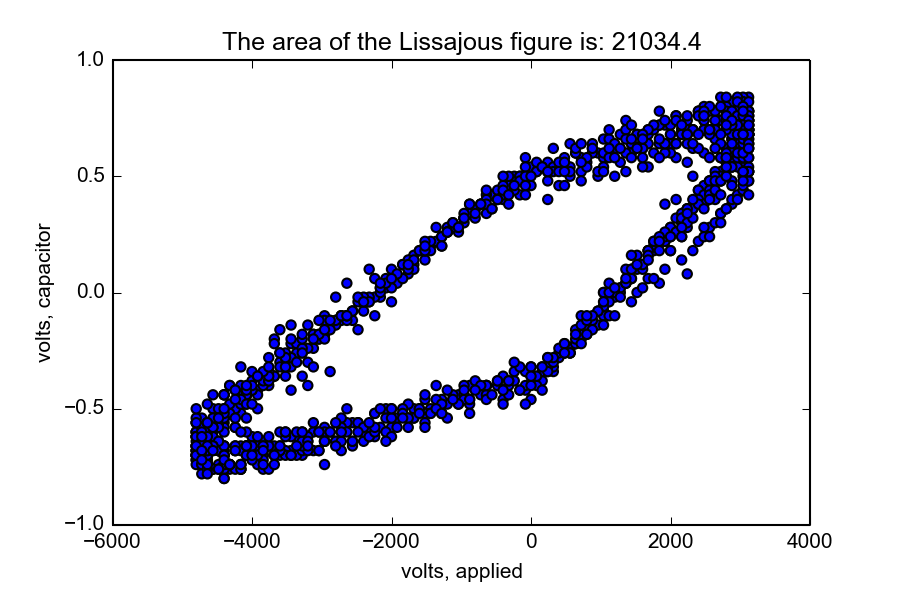 The area of the Lissajous figure is: 21034.4
1.0
0.5
0.0
−0.5
−1.0
volts, capacitor
−6000 −4000 −2000 0 2000 4000
volts, applied